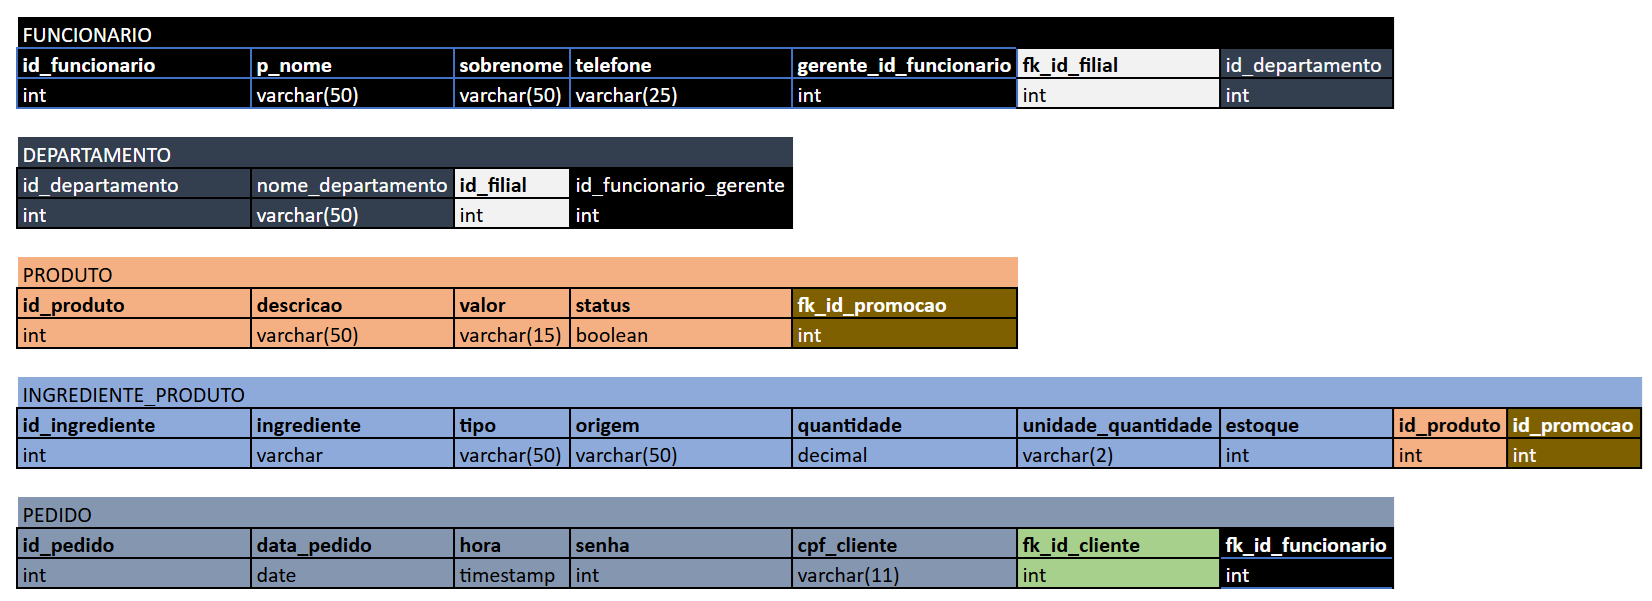 FUNCIONARIO
id_funcionario p_nome sobrenome telefone gerente_id_funcionario fk_id_filial id_departamento
int varchar(50) varchar(50) varchar(25) int int int
DEPARTAMENTO
id_departamento nome_departamento id_filial id_funcionario_gerente
int varchar(50) int int
PRODUTO
id_produto descricao valor status fk_id_promocao
int varchar(50) varchar(15) boolean int
INGREDIENTE_PRODUTO
id_ingrediente ingrediente tipo origem quantidade unidade_quantidade estoque id_produto id_promocao
int varchar varchar(50) varchar(50) decimal varchar(2) int int int
PEDIDO
id_pedido data_pedido hora senha cpf_cliente fk_id_cliente fk_id_funcionario
int date timestamp int varchar(11) int int